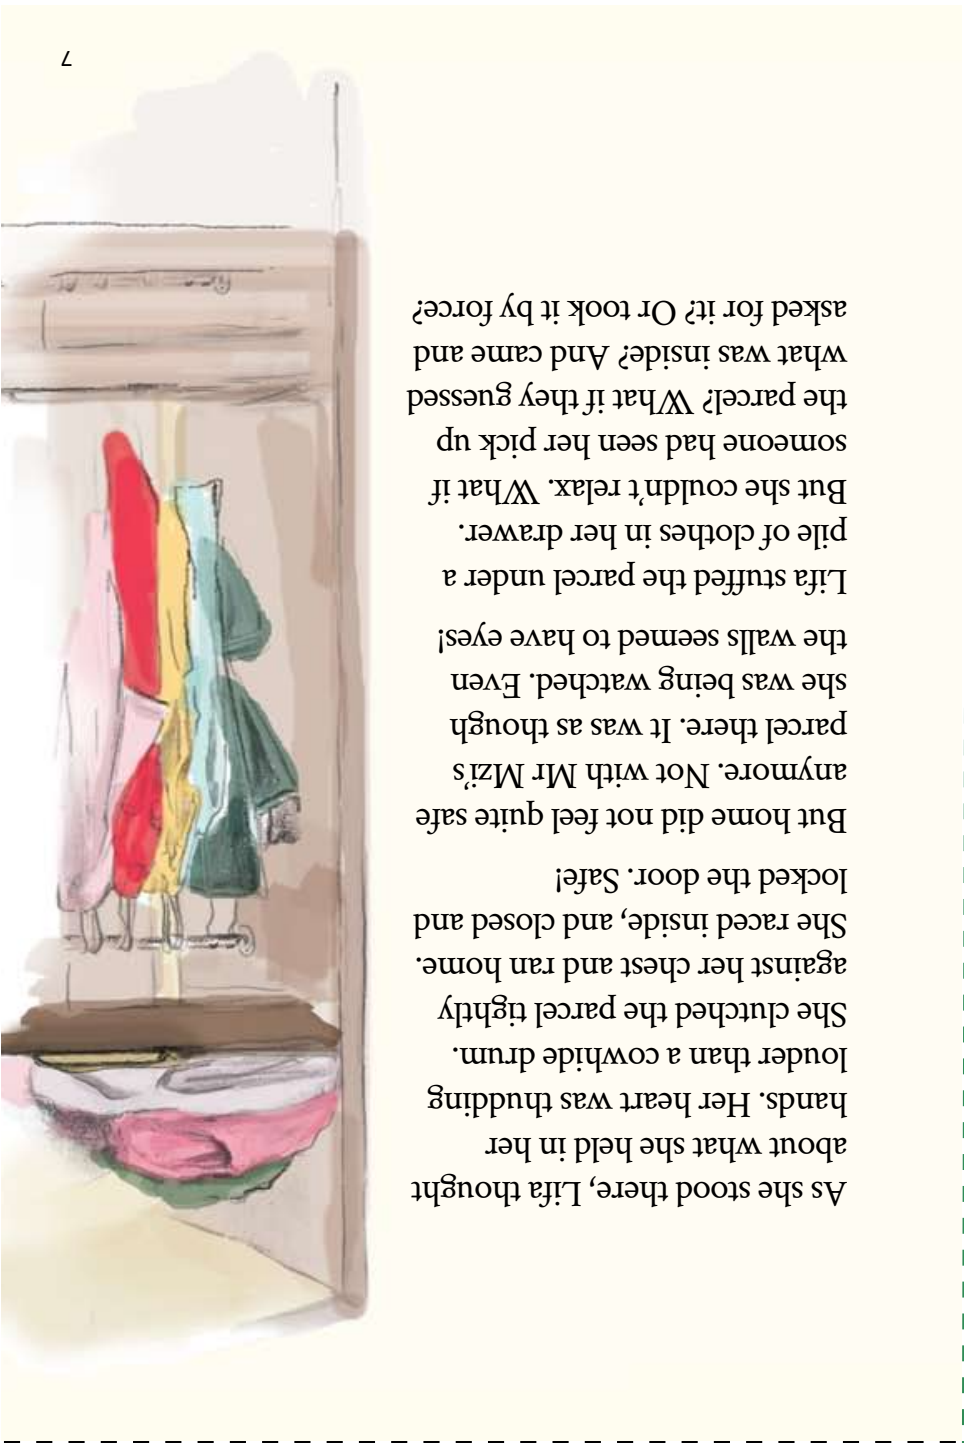 As she stood there, Lifa thought
about what she held in her
hands. Her heart was thudding
louder than a cowhide drum.
She clutched the parcel tightly
against her chest and ran home.
She raced inside, and closed and
locked the door. Safe!
But home did not feel quite safe
anymore. Not with Mr Mzi's
parcel there. It was as though
she was being watched. Even
the walls seemed to have eyes!
Lifa stuffed the parcel under a
pile of clothes in her drawer.
But she couldn't relax. What if
someone had seen her pick up
the parcel? What if they guessed
what was inside? And came and
asked for it? Or took it by force?
7